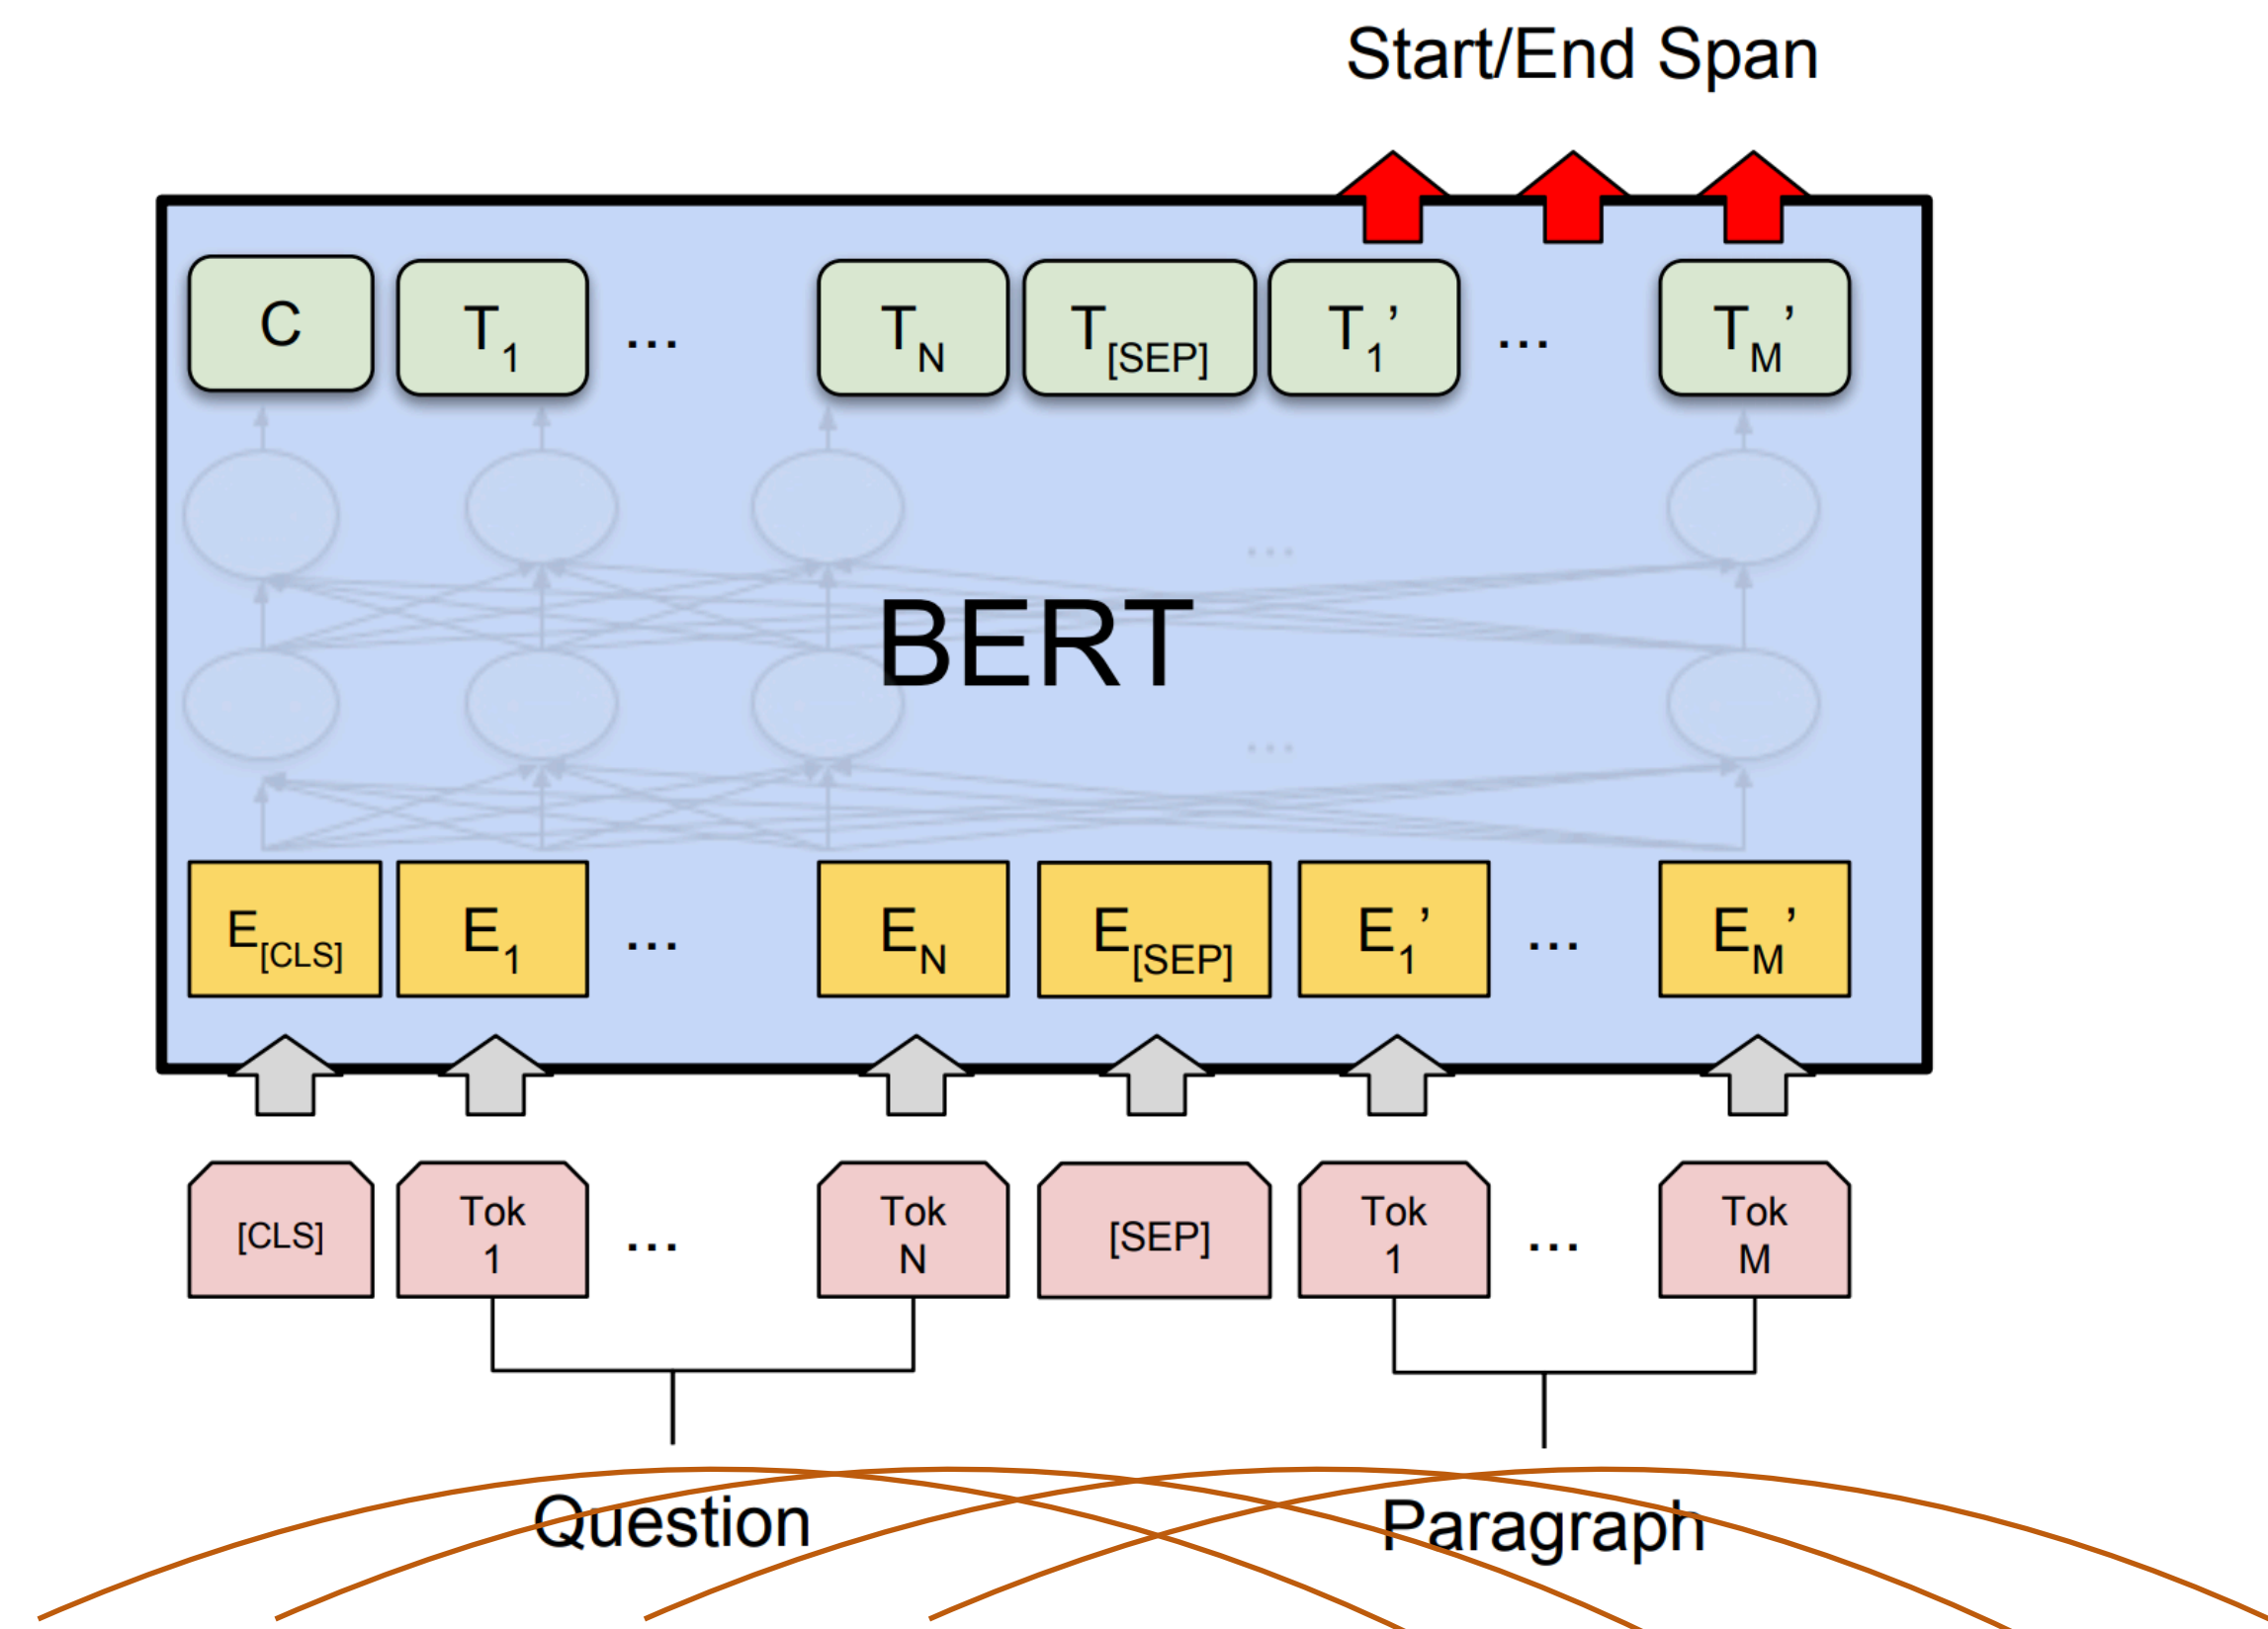 Start/End Span
C T1 ... TN T[SEP] T1’ ... TM’
BERT
E[CLS] E1 ... EN E[SEP] E1’ ... EM’
[CLS] Tok 1 ... Tok N [SEP] Tok 1 ... Tok M
Question Paragraph